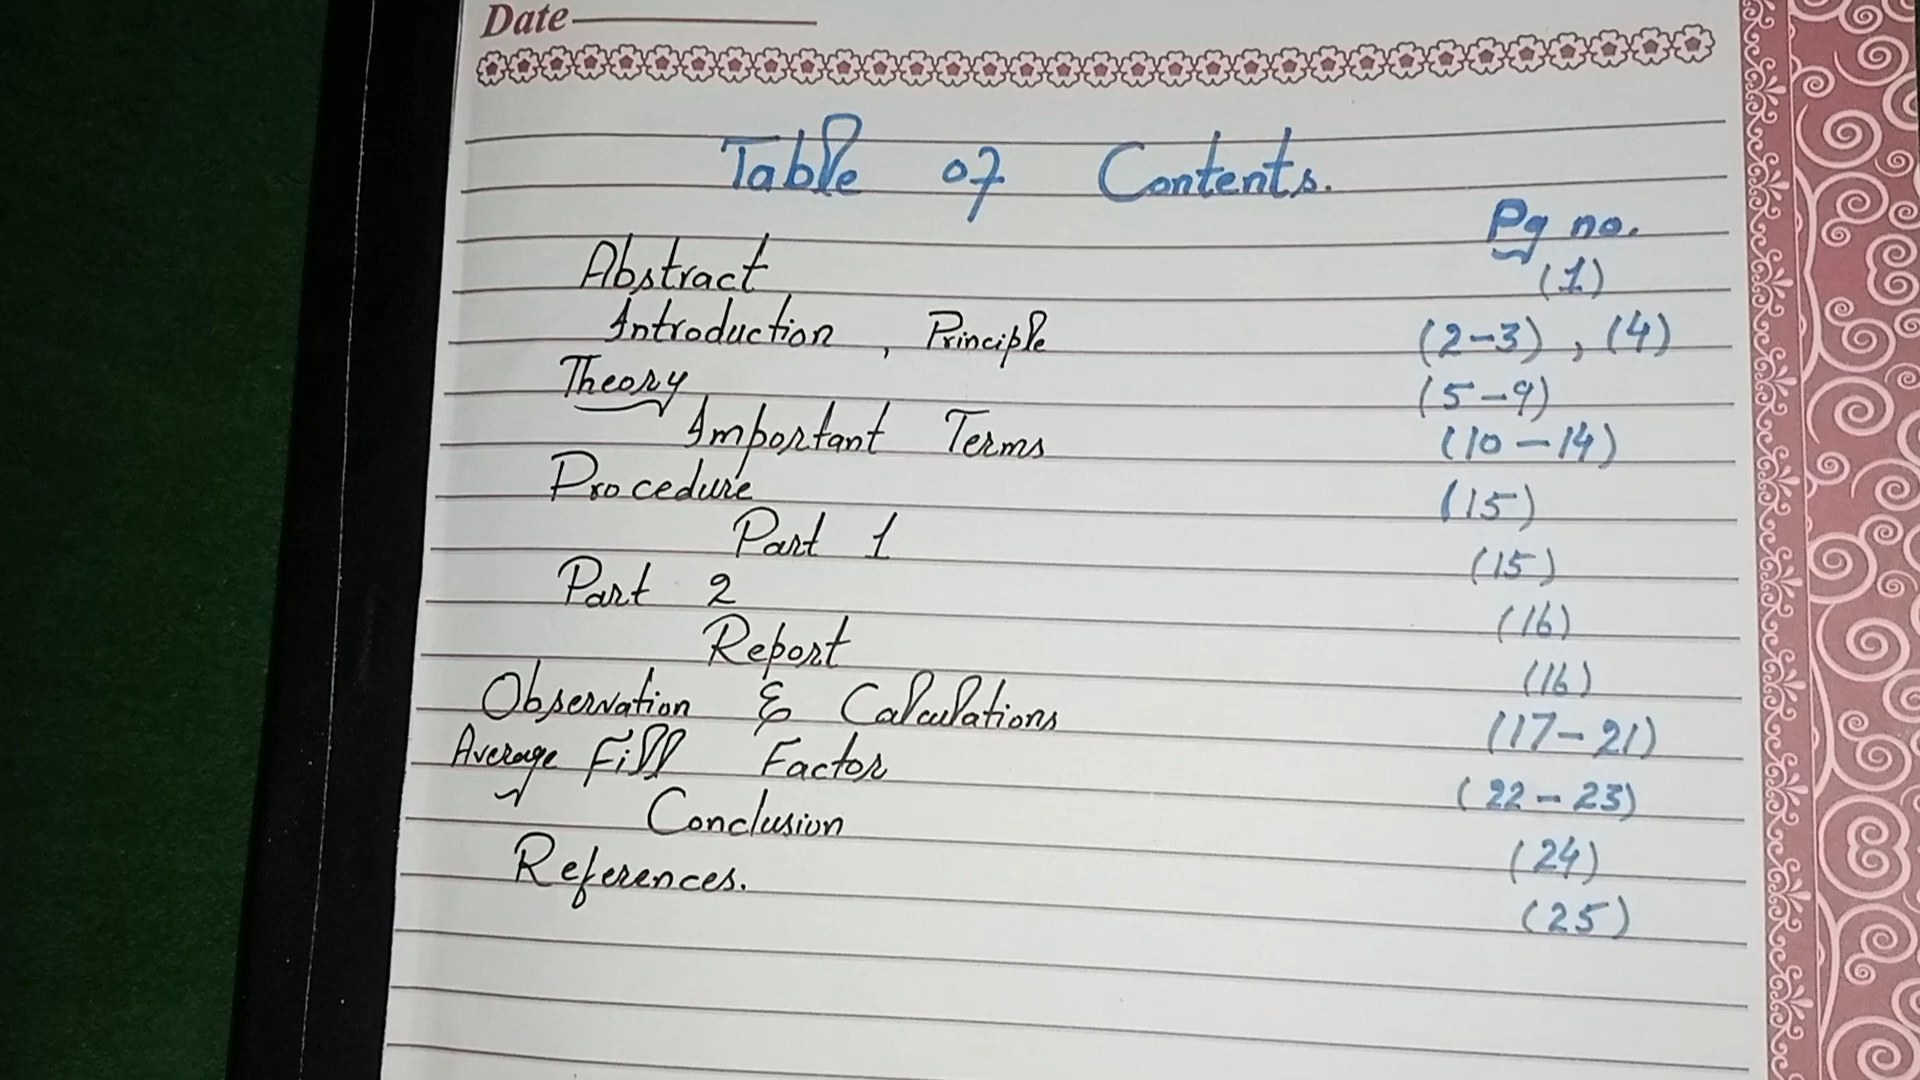 Date
Table of Contents.
Pg no.
Abstract (1)
Introduction, Principle (2-3), (4)
Theory (5-9)
Important Terms (10-14)
Procedure (15)
Part 1 (15)
Part 2 (16)
Report (16)
Observation & Calculations (17-21)
Average Fill Factor (22-23)
Conclusion (24)
References. (25)